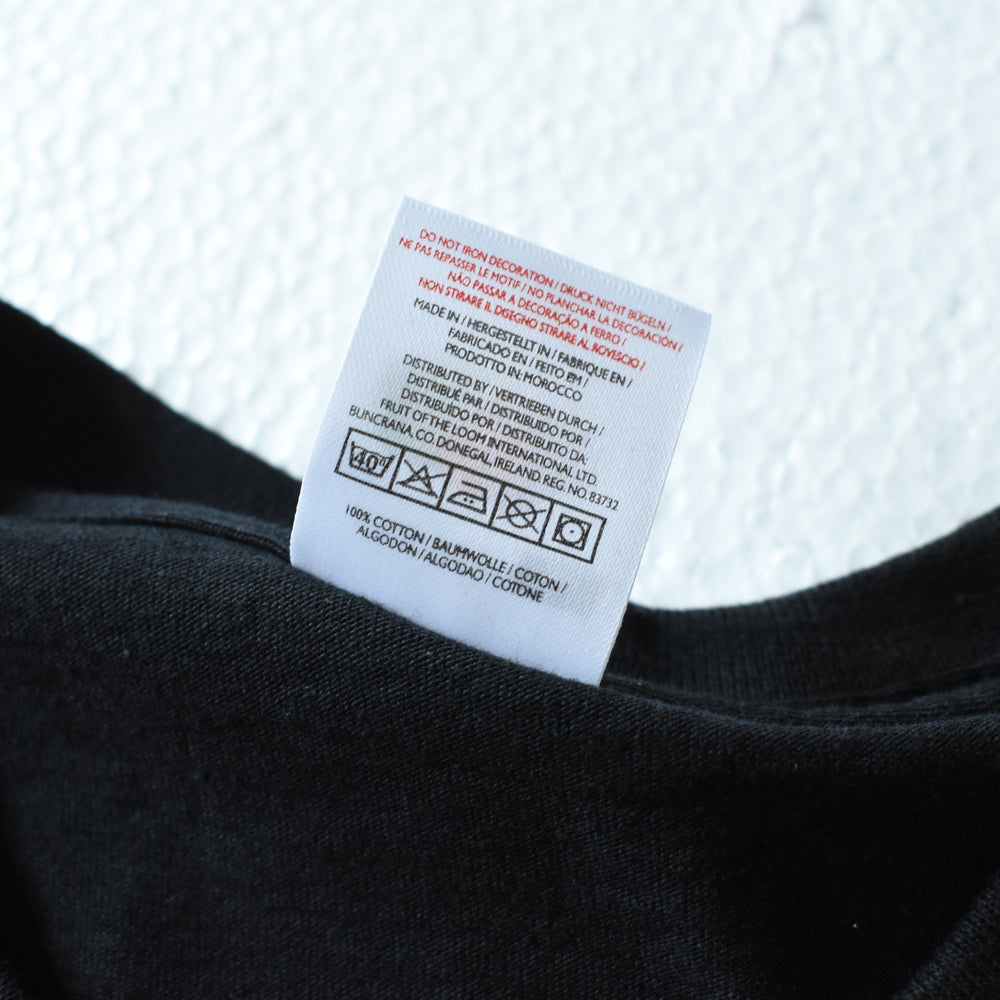 DO NOT IRON DECORATION / DRUCK NICHT BÜGELN /
NE PAS REPASSER LE MOTIF / NO PLANCHAR LA DECORACIÓN /
NÃO PASSAR A DECORAÇÃO A FERRO /
NON STIRARE IL DISEGNO STIRARE AL ROVESCIO /
MADE IN / HERGESTELLT IN / FABRIQUE EN /
FABRICADO EN / FEITO EM /
PRODOTTO IN: MOROCCO
DISTRIBUTED BY / VERTRIEBEN DURCH /
DISTRIBUÉ PAR / DISTRIBUIDO POR /
DISTRIBUÍDO POR / DISTRIBUITO DA:
FRUIT OF THE LOOM INTERNATIONAL LTD.
BUNCRANA, CO. DONEGAL, IRELAND. REG. NO. 83732
40°
100% COTTON / BAUMWOLLE / COTON /
ALGODON / ALGODAO / COTONE